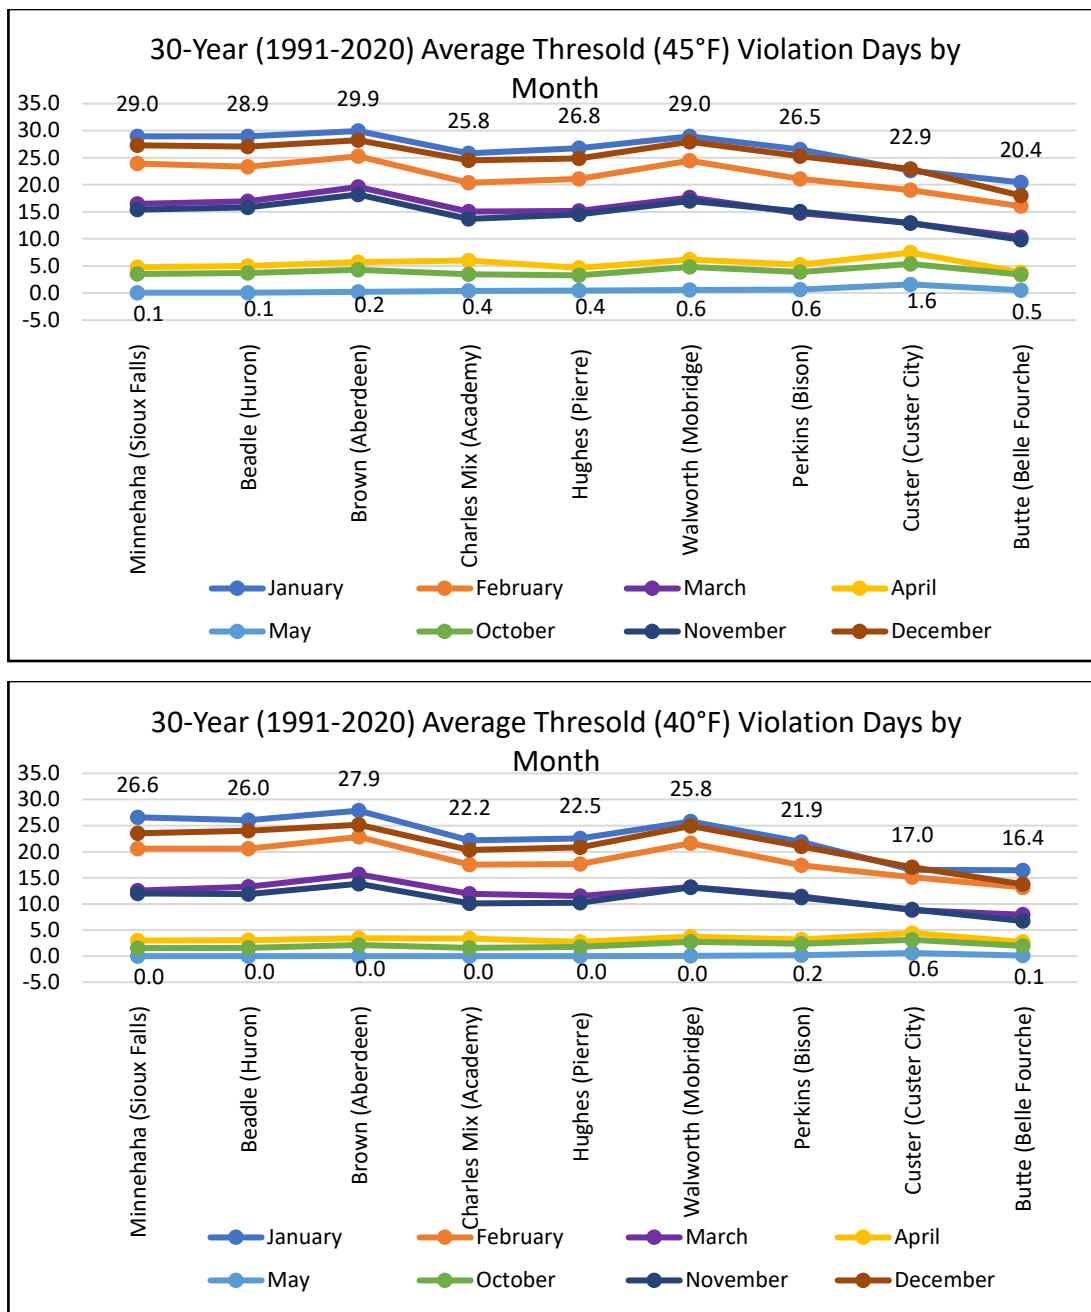 30-Year (1991-2020) Average Thresold (45°F) Violation Days by
Month
35.0
30.0
25.0
20.0
15.0
10.0
5.0
0.0
-5.0
29.0
28.9
29.9
25.8
26.8
29.0
26.5
22.9
20.4
0.1
0.1
0.2
0.4
0.4
0.6
0.6
1.6
0.5
Minnehaha (Sioux Falls)
Beadle (Huron)
Brown (Aberdeen)
Charles Mix (Academy)
Hughes (Pierre)
Walworth (Mobridge)
Perkins (Bison)
Custer (Custer City)
Butte (Belle Fourche)
January
February
March
April
May
October
November
December
30-Year (1991-2020) Average Thresold (40°F) Violation Days by
Month
35.0
30.0
25.0
20.0
15.0
10.0
5.0
0.0
-5.0
26.6
26.0
27.9
22.2
22.5
25.8
21.9
17.0
16.4
0.0
0.0
0.0
0.0
0.0
0.0
0.2
0.6
0.1
Minnehaha (Sioux Falls)
Beadle (Huron)
Brown (Aberdeen)
Charles Mix (Academy)
Hughes (Pierre)
Walworth (Mobridge)
Perkins (Bison)
Custer (Custer City)
Butte (Belle Fourche)
January
February
March
April
May
October
November
December